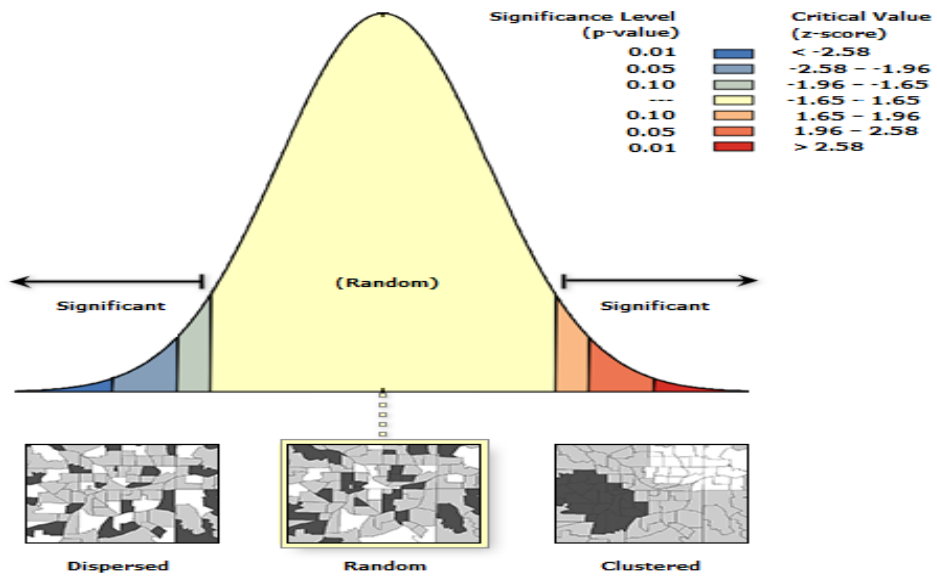 Significance Level Critical Value
(p-value) (z-score)
0.01 < -2.58
0.05 -2.58 – -1.96
0.10 -1.96 – -1.65
--- -1.65 – 1.65
0.10 1.65 – 1.96
0.05 1.96 – 2.58
0.01 > 2.58
(Random)
Significant Significant
Dispersed Random Clustered